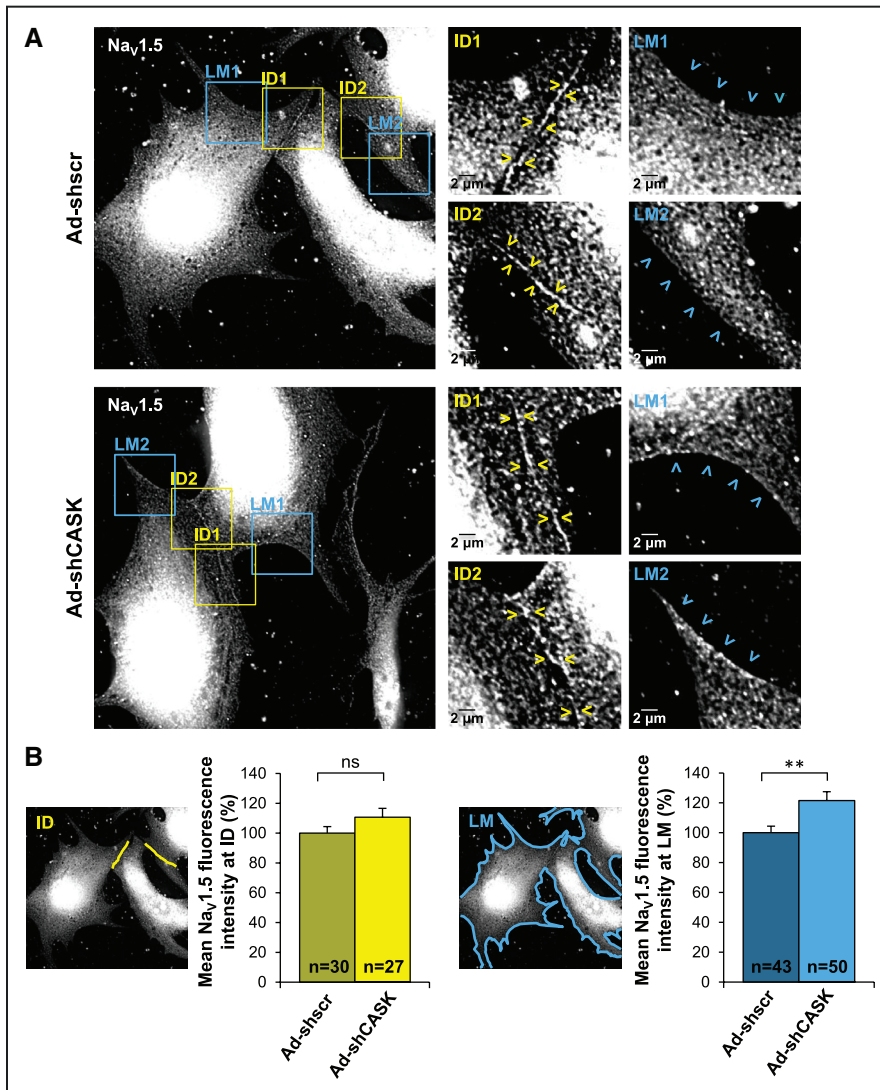 A
Ad-shscr
NaV1.5
LM1
ID1
ID2
LM2
ID1
2 µm
LM1
2 µm
ID2
2 µm
LM2
2 µm
Ad-shCASK
NaV1.5
LM2
ID2
ID1
LM1
ID1
2 µm
LM1
2 µm
ID2
2 µm
LM2
2 µm
B
ID
Mean NaV1.5 fluorescence
intensity at ID (%)
140
120
100
80
60
40
20
0
ns
n=30
n=27
Ad-shscr
Ad-shCASK
LM
Mean NaV1.5 fluorescence
intensity at LM (%)
140
120
100
80
60
40
20
0
**
n=43
n=50
Ad-shscr
Ad-shCASK